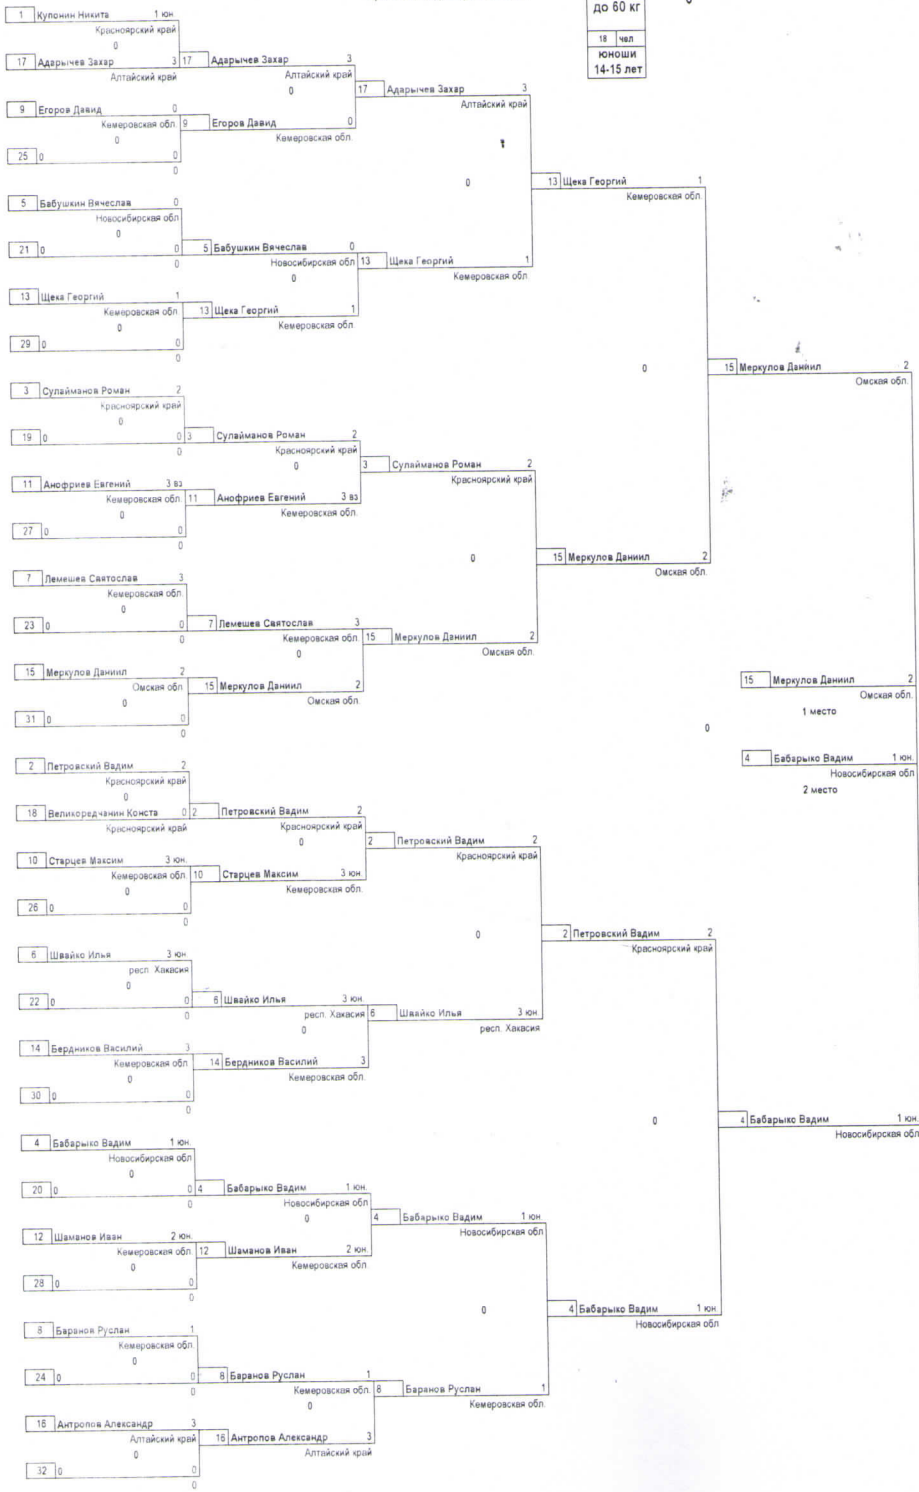 до 60 кг
18 чел
юноши
14-15 лет
1 Купонин Никита 1 юн.
Красноярский край
0
17 Адарычев Захар 3
Алтайский край
17 Адарычев Захар 3
Алтайский край
0
9 Егоров Давид 0
Кемеровская обл.
0
25 0 0
0
9 Егоров Давид 0
Кемеровская обл.
17 Адарычев Захар 3
Алтайский край
0
5 Бабушкин Вячеслав 0
Новосибирская обл
0
21 0 0
0
5 Бабушкин Вячеслав 0
Новосибирская обл
0
13 Щека Георгий 1
Кемеровская обл
0
29 0 0
0
13 Щека Георгий 1
Кемеровская обл.
13 Щека Георгий 1
Кемеровская обл.
13 Щека Георгий 1
Кемеровская обл.
0
3 Сулайманов Роман 2
Красноярский край
0
19 0 0
0
3 Сулайманов Роман 2
Красноярский край
0
11 Анофриев Евгений 3 вз
Кемеровская обл.
0
27 0 0
0
11 Анофриев Евгений 3 вз
Кемеровская обл.
3 Сулайманов Роман 2
Красноярский край
0
7 Лемешев Святослав 3
Кемеровская обл.
0
23 0 0
0
7 Лемешев Святослав 3
Кемеровская обл.
0
15 Меркулов Даниил 2
Омская обл
0
31 0 0
0
15 Меркулов Даниил 2
Омская обл.
15 Меркулов Даниил 2
Омская обл.
15 Меркулов Даниил 2
Омская обл.
15 Меркулов Даниил 2
Омская обл.
15 Меркулов Даниил 2
Омская обл.
1 место
0
4 Бабарыко Вадим 1 юн.
Новосибирская обл
2 место
2 Петровский Вадим 2
Красноярский край
0
18 Великоредчанин Конста 0
Красноярский край
2 Петровский Вадим 2
Красноярский край
0
10 Старцев Максим 3 юн.
Кемеровская обл.
0
26 0 0
0
10 Старцев Максим 3 юн.
Кемеровская обл.
2 Петровский Вадим 2
Красноярский край
0
6 Швайко Илья 3 юн
респ. Хакасия
0
22 0 0
0
6 Швайко Илья 3 юн
респ. Хакасия
0
14 Бердников Василий 3
Кемеровская обл
0
30 0 0
0
14 Бердников Василий 3
Кемеровская обл.
6 Швайко Илья 3 юн
респ. Хакасия
2 Петровский Вадим 2
Красноярский край
0
4 Бабарыко Вадим 1 юн.
Новосибирская обл
0
20 0 0
0
4 Бабарыко Вадим 1 юн.
Новосибирская обл
0
12 Шаманов Иван 2 юн.
Кемеровская обл.
0
28 0 0
0
12 Шаманов Иван 2 юн.
Кемеровская обл
4 Бабарыко Вадим 1 юн
Новосибирская обл
0
8 Баранов Руслан 1
Кемеровская обл
0
24 0 0
0
8 Баранов Руслан 1
Кемеровская обл.
0
16 Антропов Александр 3
Алтайский край
0
32 0 0
0
16 Антропов Александр 3
Алтайский край
8 Баранов Руслан 1
Кемеровская обл.
4 Бабарыко Вадим 1 юн
Новосибирская обл
4 Бабарыко Вадим 1 юн.
Новосибирская обл.